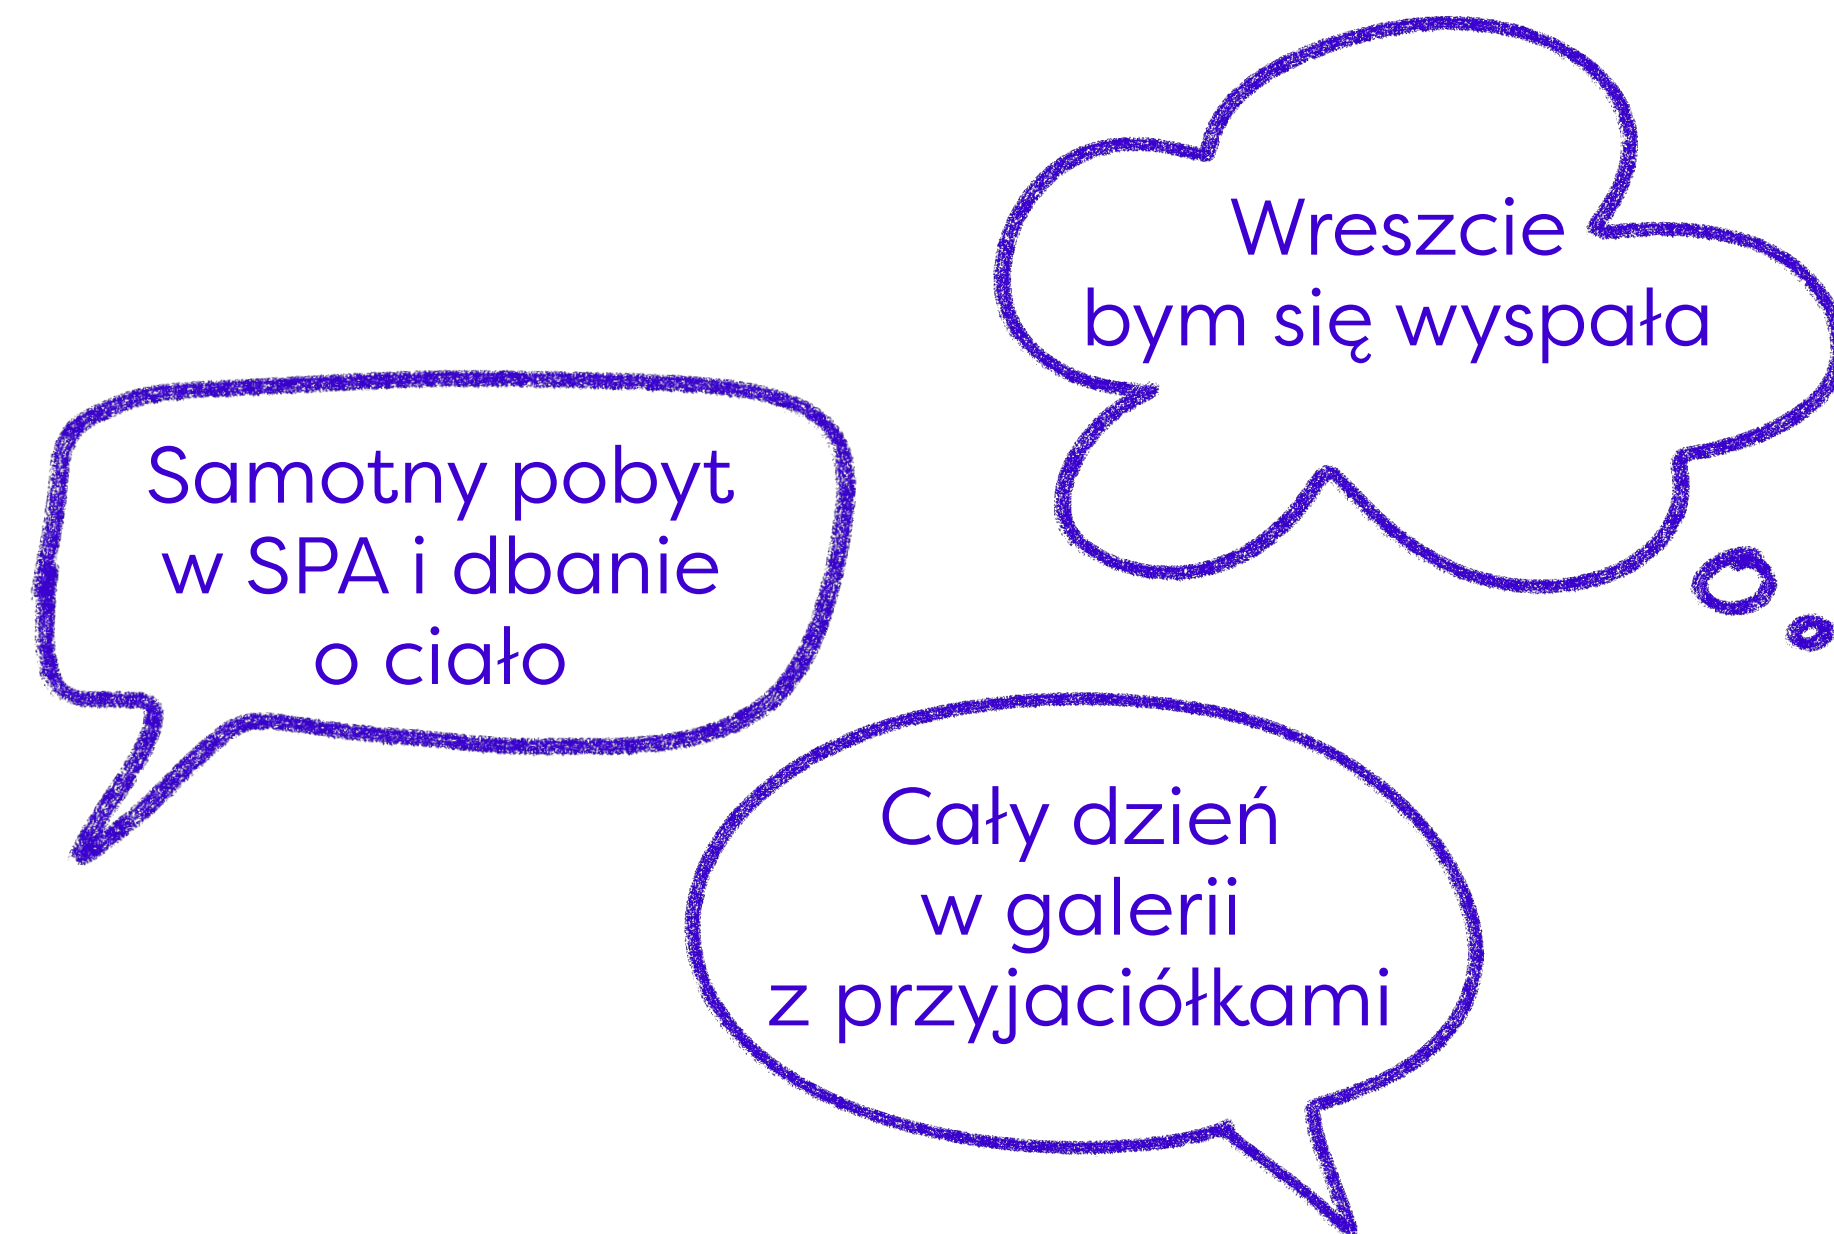 Wreszcie
bym się wyspała
Samotny pobyt
w SPA i dbanie
o ciało
Cały dzień
w galerii
z przyjaciółkami